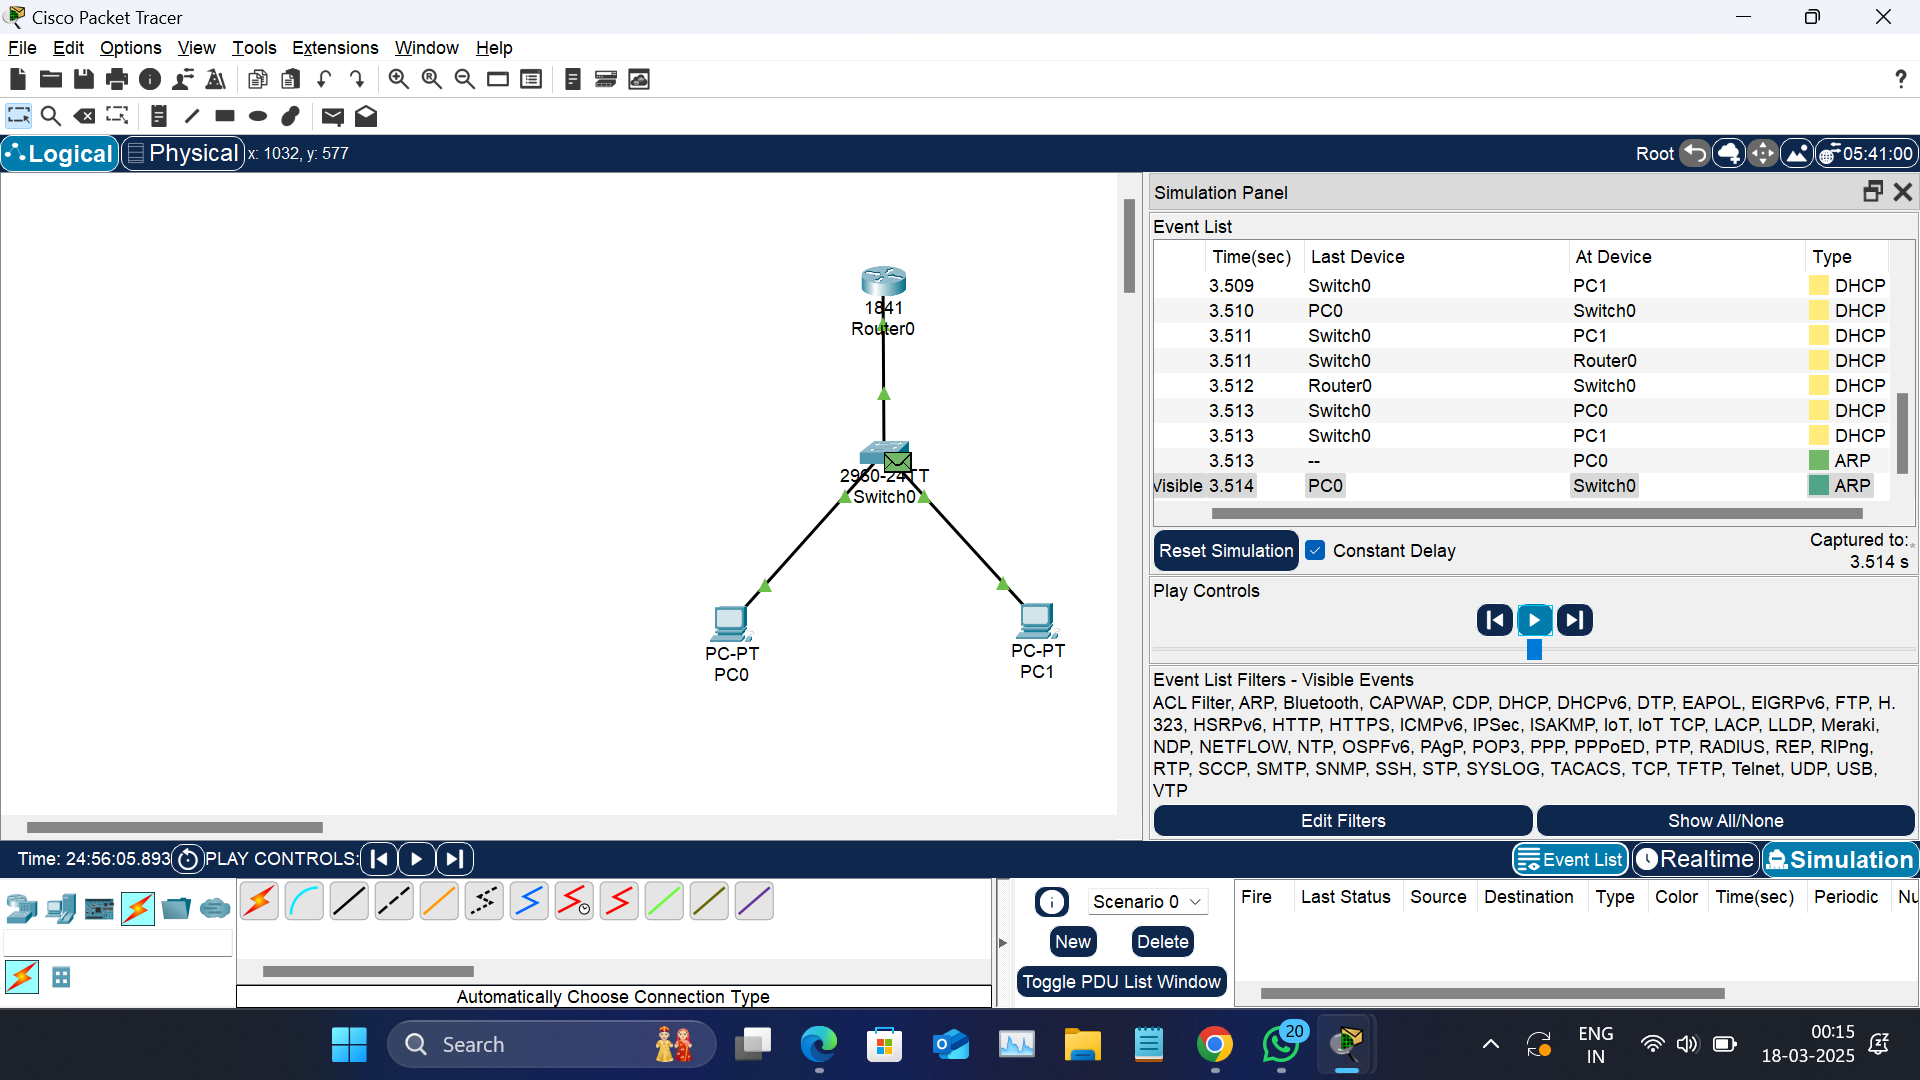 Cisco Packet Tracer
File Edit Options View Tools Extensions Window Help
?
Logical Physical x: 1032, y: 577
Root 05:41:00
1841
Router0
2960-24TT
Switch0
PC-PT
PC0
PC-PT
PC1
Simulation Panel
Event List
Time(sec) Last Device At Device Type
3.509 Switch0 PC1 DHCP
3.510 PC0 Switch0 DHCP
3.511 Switch0 PC1 DHCP
3.511 Switch0 Router0 DHCP
3.512 Router0 Switch0 DHCP
3.513 Switch0 PC0 DHCP
3.513 Switch0 PC1 DHCP
3.513 -- PC0 ARP
Visible 3.514 PC0 Switch0 ARP
Reset Simulation Constant Delay
Captured to:
3.514 s
Play Controls
Event List Filters - Visible Events
ACL Filter, ARP, Bluetooth, CAPWAP, CDP, DHCP, DHCPv6, DTP, EAPOL, EIGRPv6, FTP, H.
323, HSRPv6, HTTP, HTTPS, ICMPv6, IPSec, ISAKMP, IoT, IoT TCP, LACP, LLDP, Meraki,
NDP, NETFLOW, NTP, OSPFv6, PAgP, POP3, PPP, PPPoED, PTP, RADIUS, REP, RIPng,
RTP, SCCP, SMTP, SNMP, SSH, STP, SYSLOG, TACACS, TCP, TFTP, Telnet, UDP, USB,
VTP
Edit Filters Show All/None
Time: 24:56:05.893 PLAY CONTROLS:
Event List Realtime Simulation
Automatically Choose Connection Type
Scenario 0
New Delete
Toggle PDU List Window
Fire Last Status Source Destination Type Color Time(sec) Periodic Nu
Search
20
ENG
IN
00:15
18-03-2025